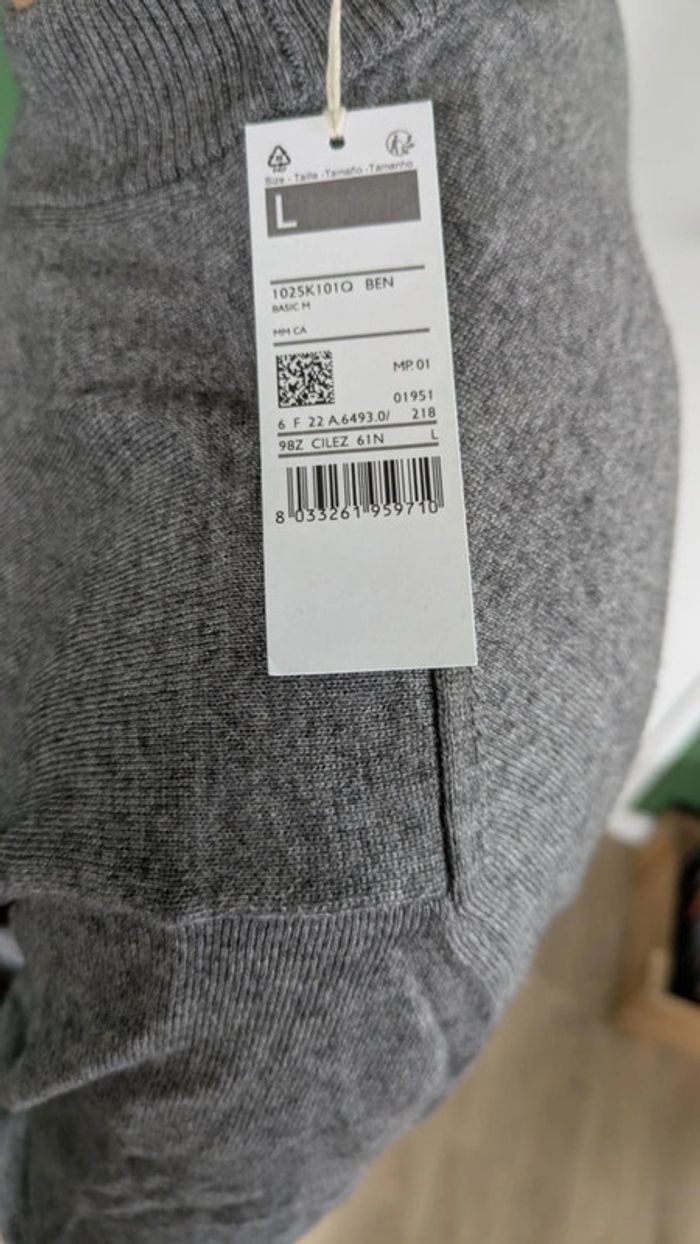 Size - Taille - Tamaño - Tamanho
L
1025K101Q BEN
BASIC M
MM CA
MP. 01
01951
6 F 22 A.6493.0/ 218
98Z CILEZ 61N L
8 033261 959710